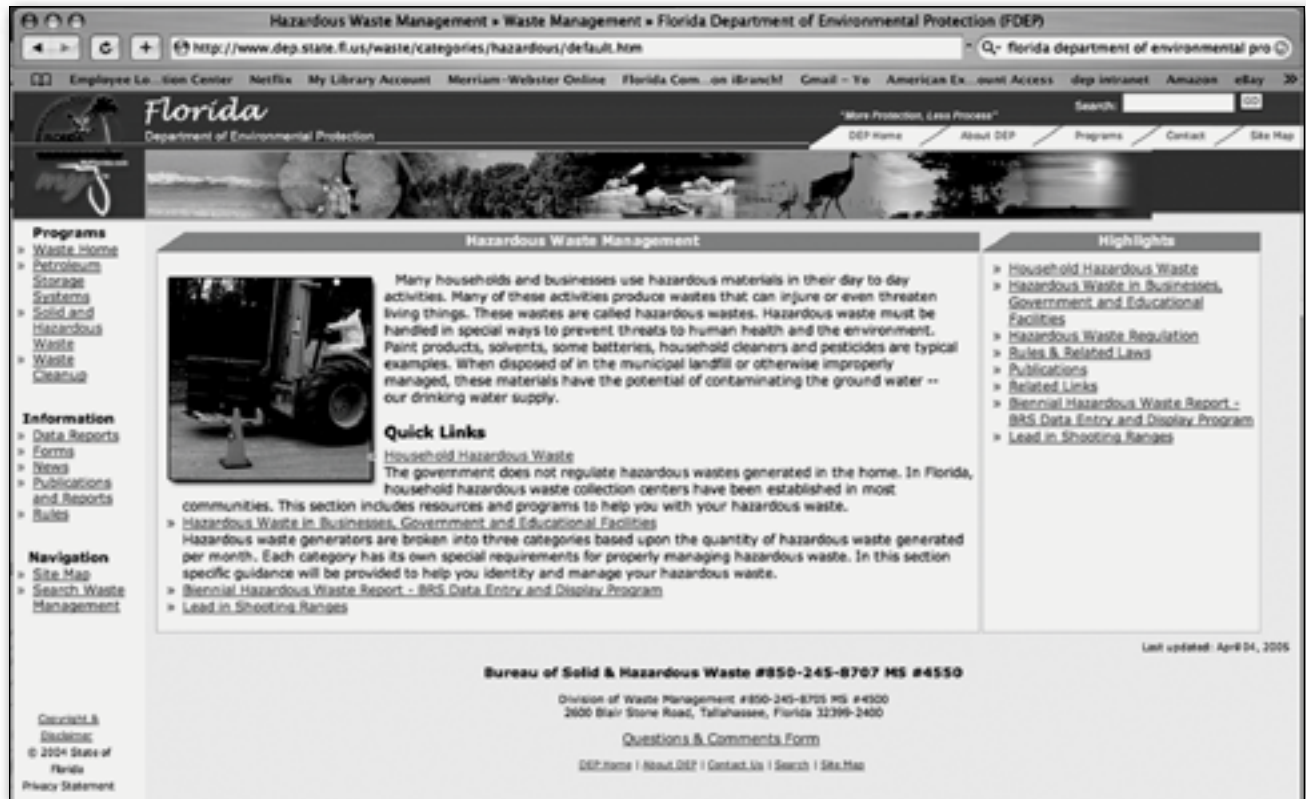 Hazardous Waste Management » Waste Management » Florida Department of Environmental Protection (FDEP)
http://www.dep.state.fl.us/waste/categories/hazardous/default.htm
florida department of environmental pro
Employee Lo...tion Center Netflix My Library Account Merriam-Webster Online Florida Com...on iBranch! Gmail - Yo American Ex...ount Access dep intranet Amazon eBay »
Florida
Department of Environmental Protection
"More Protection, Less Process"
Search: GO
DEP Home About DEP Programs Contact Site Map
FLORIDA
my
Programs
» Waste Home
» Petroleum
Storage
Systems
» Solid and
Hazardous
Waste
» Waste
Cleanup
Information
» Data Reports
» Forms
» News
» Publications
and Reports
» Rules
Navigation
» Site Map
» Search Waste
Management
Copyright &
Disclaimer
© 2004 State of
Florida
Privacy Statement
Hazardous Waste Management
Many households and businesses use hazardous materials in their day to day
activities. Many of these activities produce wastes that can injure or even threaten
living things. These wastes are called hazardous wastes. Hazardous waste must be
handled in special ways to prevent threats to human health and the environment.
Paint products, solvents, some batteries, household cleaners and pesticides are typical
examples. When disposed of in the municipal landfill or otherwise improperly
managed, these materials have the potential of contaminating the ground water --
our drinking water supply.
Quick Links
Household Hazardous Waste
The government does not regulate hazardous wastes generated in the home. In Florida,
household hazardous waste collection centers have been established in most
communities. This section includes resources and programs to help you with your hazardous waste.
» Hazardous Waste in Businesses, Government and Educational Facilities
Hazardous waste generators are broken into three categories based upon the quantity of hazardous waste generated
per month. Each category has its own special requirements for properly managing hazardous waste. In this section
specific guidance will be provided to help you identity and manage your hazardous waste.
» Biennial Hazardous Waste Report - BRS Data Entry and Display Program
» Lead in Shooting Ranges
Highlights
» Household Hazardous Waste
» Hazardous Waste in Businesses,
Government and Educational
Facilities
» Hazardous Waste Regulation
» Rules & Related Laws
» Publications
» Related Links
» Biennial Hazardous Waste Report -
BRS Data Entry and Display Program
» Lead in Shooting Ranges
Last updated: April 04, 2005
Bureau of Solid & Hazardous Waste #850-245-8707 MS #4550
Division of Waste Management #850-245-8705 MS #4500
2600 Blair Stone Road, Tallahassee, Florida 32399-2400
Questions & Comments Form
DEP Home | About DEP | Contact Us | Search | Site Map